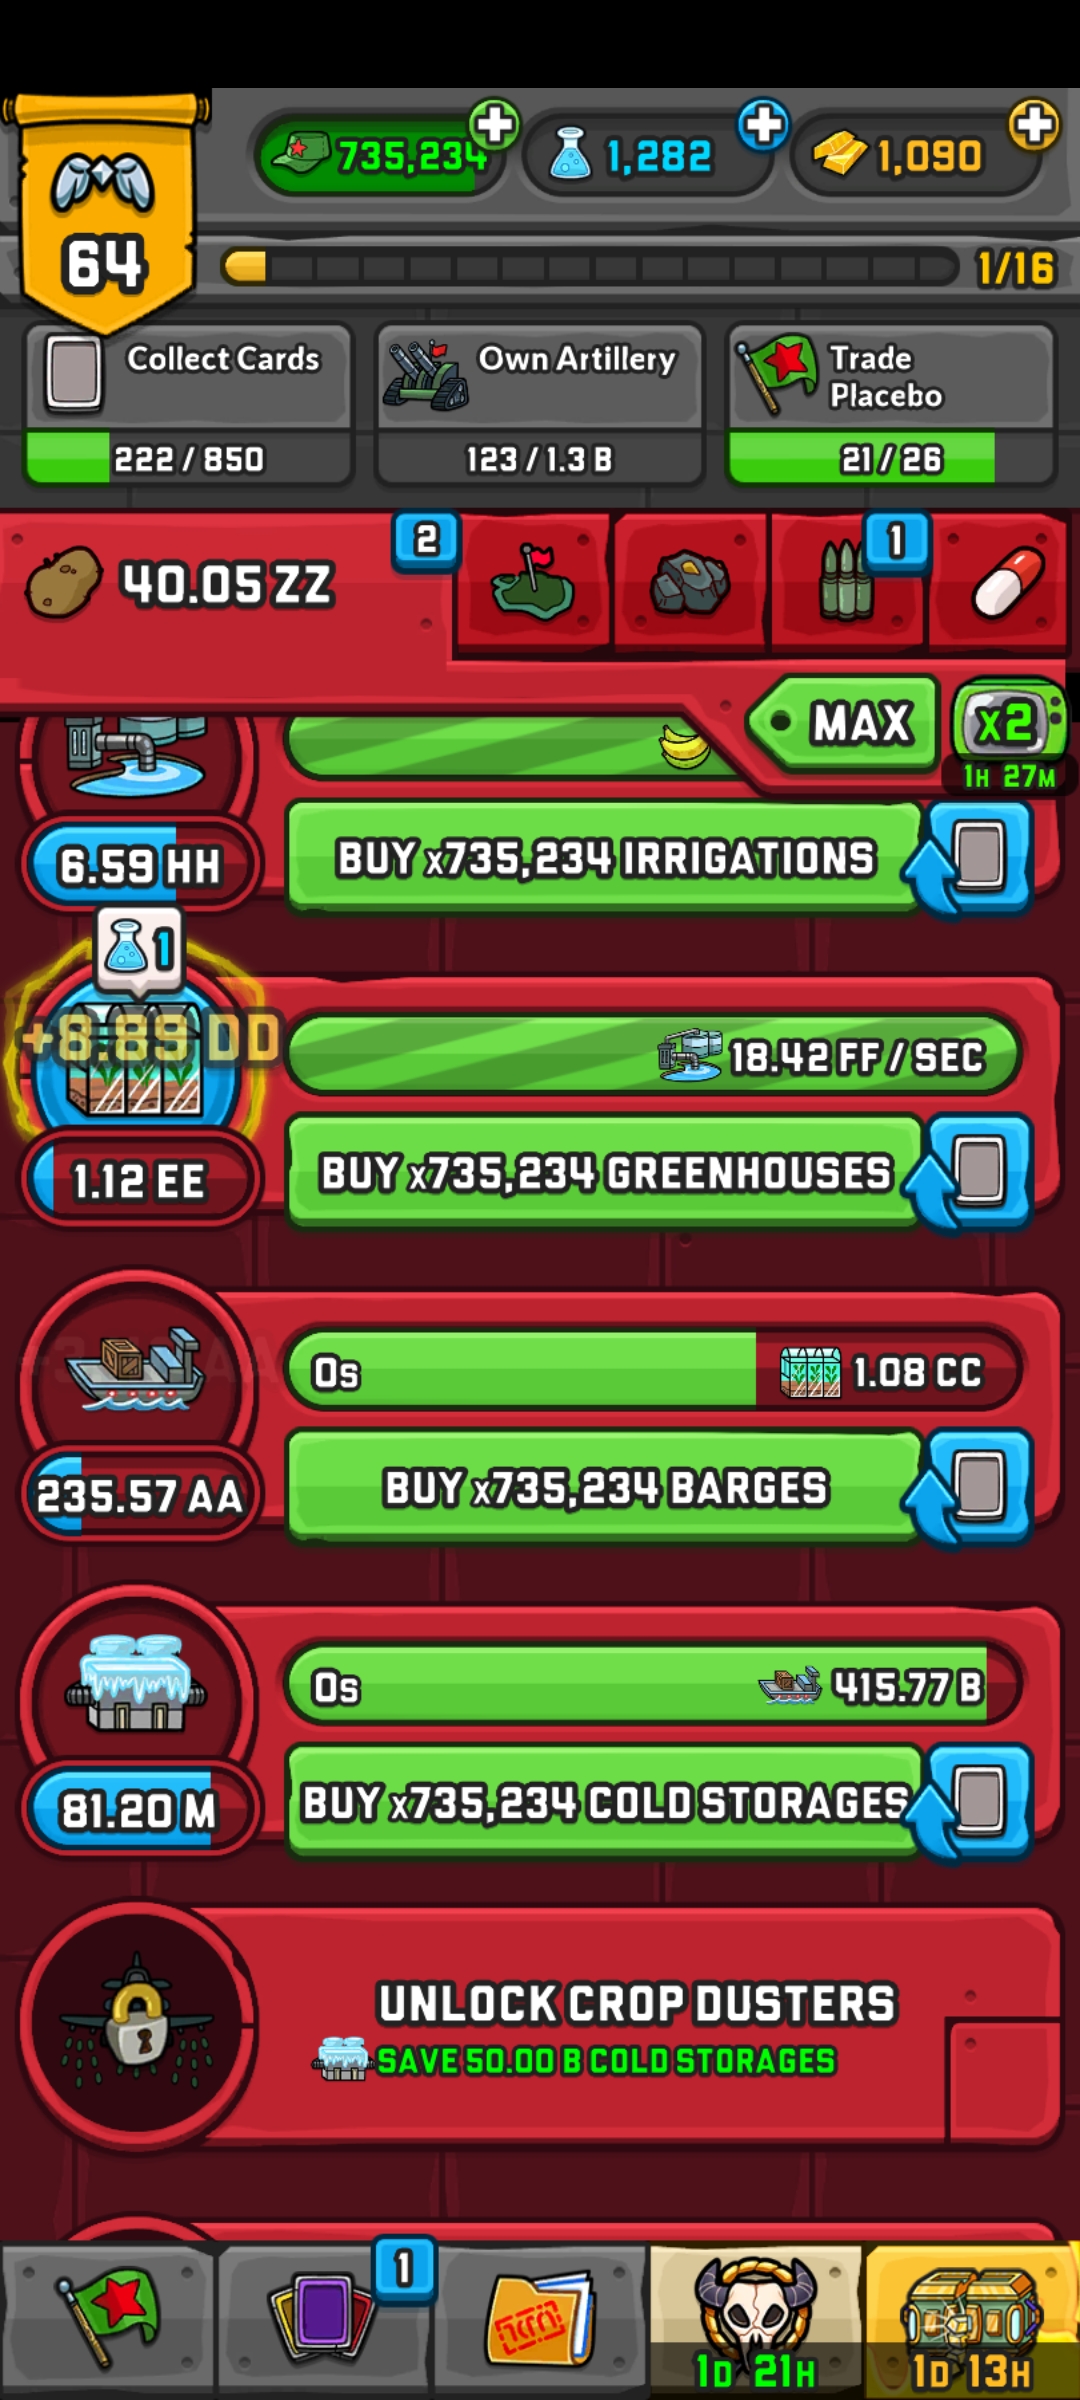 64
735,234
1,282
1,090
1/16
Collect Cards
222 / 850
Own Artillery
123 / 1.3 B
Trade
Placebo
21 / 26
40.05 ZZ
2
1
MAX
x2
1H 27M
6.59 HH
BUY x735,234 IRRIGATIONS
1
+8.89 DD
18.42 FF / SEC
1.12 EE
BUY x735,234 GREENHOUSES
0s
1.08 CC
235.57 AA
BUY x735,234 BARGES
0s
415.77 B
81.20 M
BUY x735,234 COLD STORAGES
UNLOCK CROP DUSTERS
SAVE 50.00 B COLD STORAGES
1
1D 21H
1D 13H